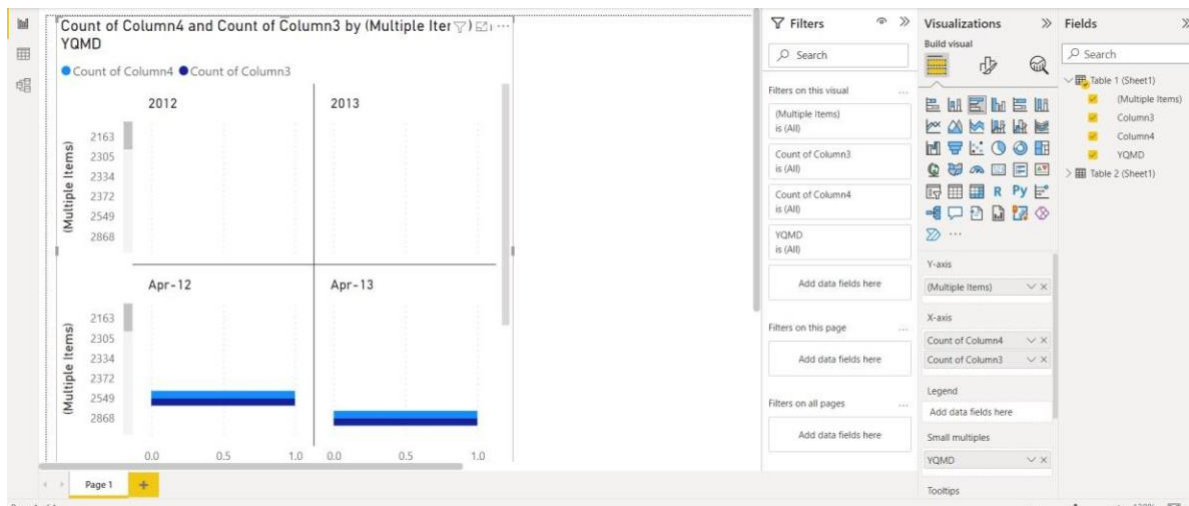 Count of Column4 and Count of Column3 by (Multiple Iter
YQMD
Count of Column4 Count of Column3
2012 2013
(Multiple Items)
2163
2305
2334
2372
2549
2868
Apr-12 Apr-13
(Multiple Items)
2163
2305
2334
2372
2549
2868
0.0 0.5 1.0 0.0 0.5 1.0
Page 1 +
Filters
Search
Filters on this visual ...
(Multiple Items)
is (All)
Count of Column3
is (All)
Count of Column4
is (All)
YQMD
is (All)
Add data fields here
Filters on this page ...
Add data fields here
Filters on all pages ...
Add data fields here
Visualizations
Build visual
R Py
...
Y-axis
(Multiple Items)
X-axis
Count of Column4
Count of Column3
Legend
Add data fields here
Small multiples
YQMD
Tooltips
Fields
Search
Table 1 (Sheet1)
(Multiple Items)
Column3
Column4
YQMD
Table 2 (Sheet1)